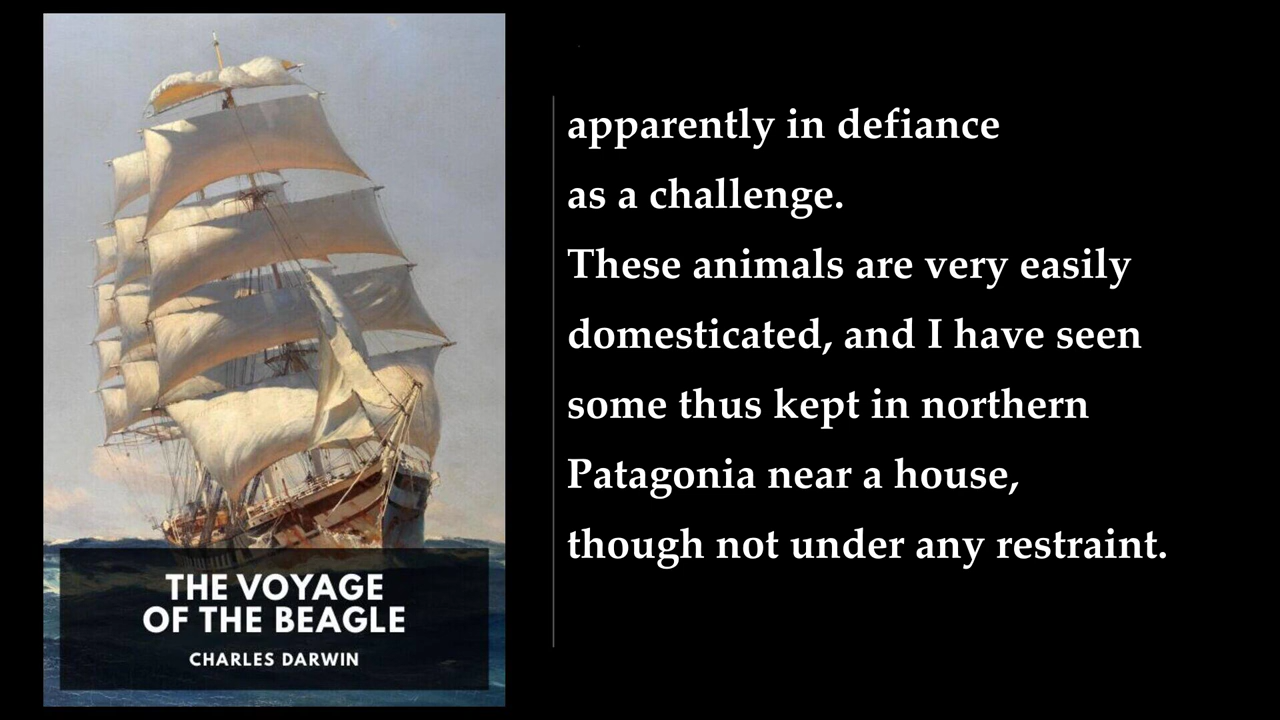 apparently in defiance
as a challenge.
These animals are very easily
domesticated, and I have seen
some thus kept in northern
Patagonia near a house,
though not under any restraint.
THE VOYAGE
OF THE BEAGLE
CHARLES DARWIN